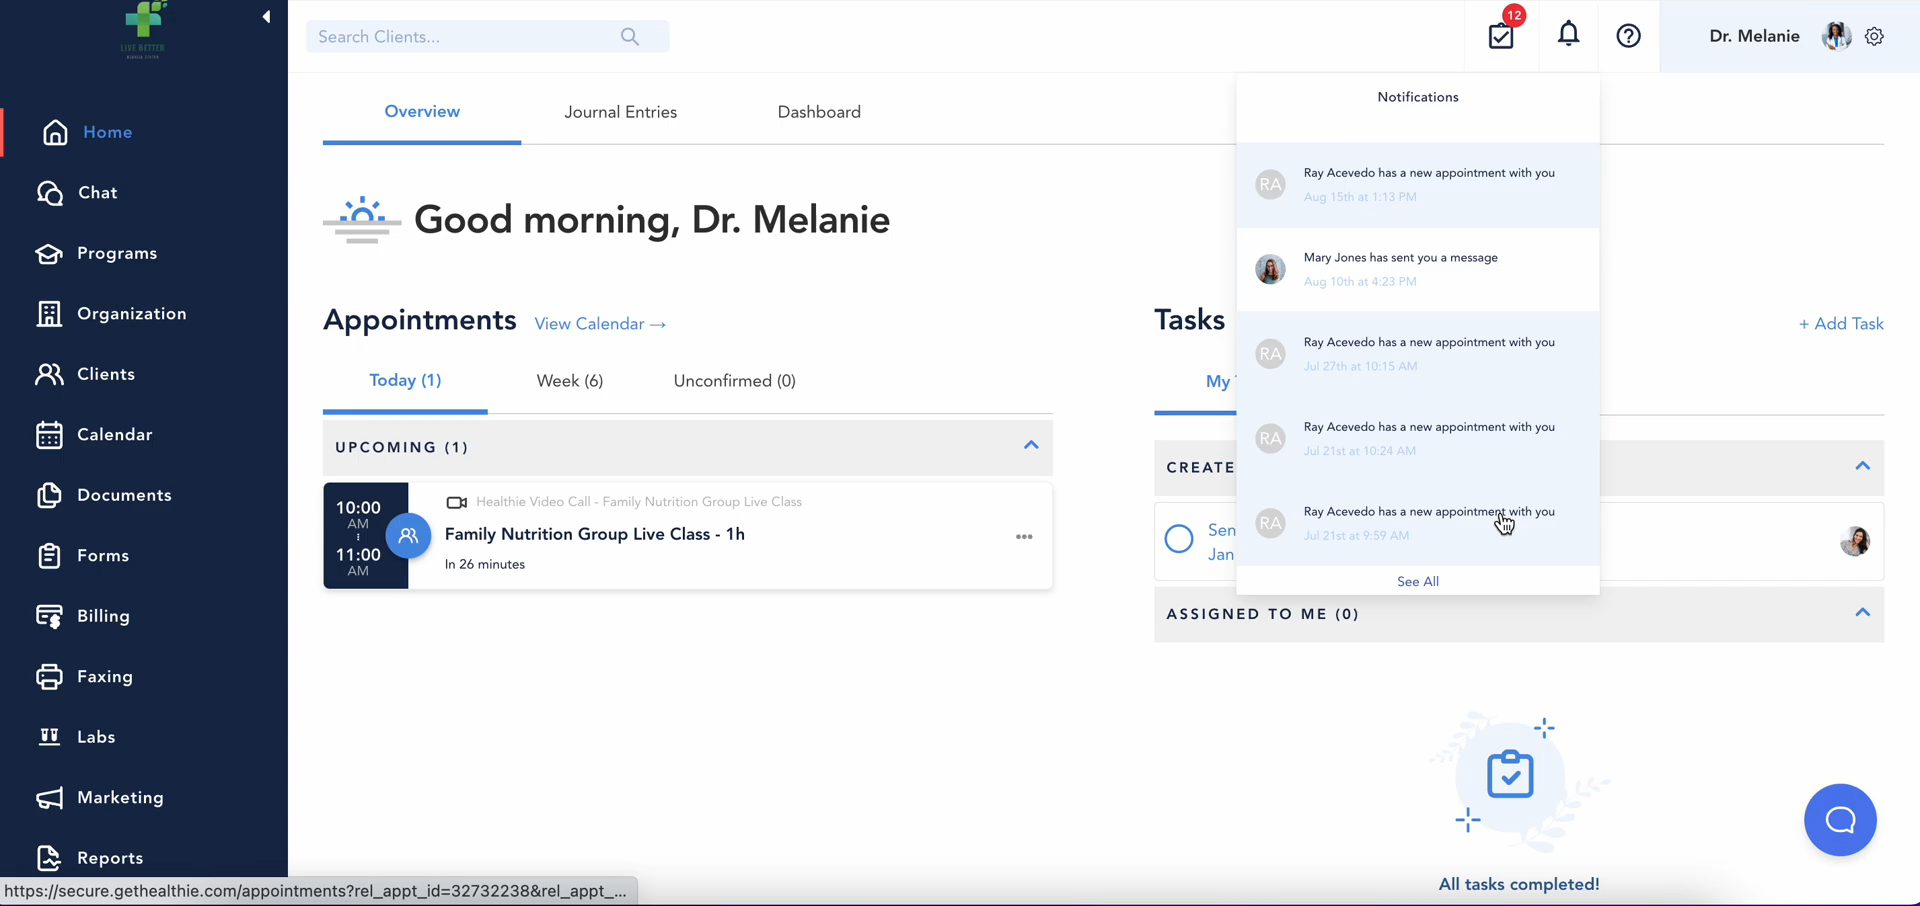 LIVE BETTER
Search Clients...
12
Dr. Melanie
Home
Chat
Programs
Organization
Clients
Calendar
Documents
Forms
Billing
Faxing
Labs
Marketing
Reports
Overview
Journal Entries
Dashboard
Good morning, Dr. Melanie
Appointments
View Calendar →
Today (1)
Week (6)
Unconfirmed (0)
UPCOMING (1)
10:00
AM
11:00
AM
Healthie Video Call - Family Nutrition Group Live Class
Family Nutrition Group Live Class - 1h
In 26 minutes
Notifications
RA
Ray Acevedo has a new appointment with you
Aug 15th at 1:13 PM
Mary Jones has sent you a message
Aug 10th at 4:23 PM
RA
Ray Acevedo has a new appointment with you
Jul 27th at 10:15 AM
RA
Ray Acevedo has a new appointment with you
Jul 21st at 10:24 AM
RA
Ray Acevedo has a new appointment with you
Jul 21st at 9:59 AM
See All
Tasks
+ Add Task
My
CREATE
Sen
Jan
ASSIGNED TO ME (0)
All tasks completed!
https://secure.gethealthie.com/appointments?rel_appt_id=32732238&rel_appt_...